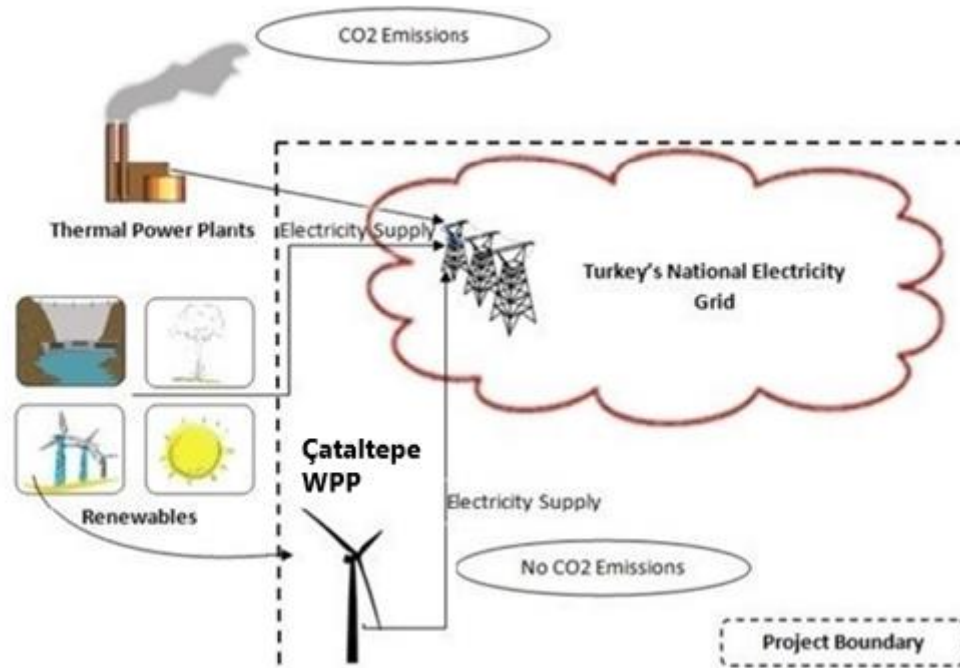 CO2 Emissions
Thermal Power Plants
Electricity Supply
Turkey's National Electricity
Grid
Çataltepe
WPP
Renewables
Electricity Supply
No CO2 Emissions
Project Boundary